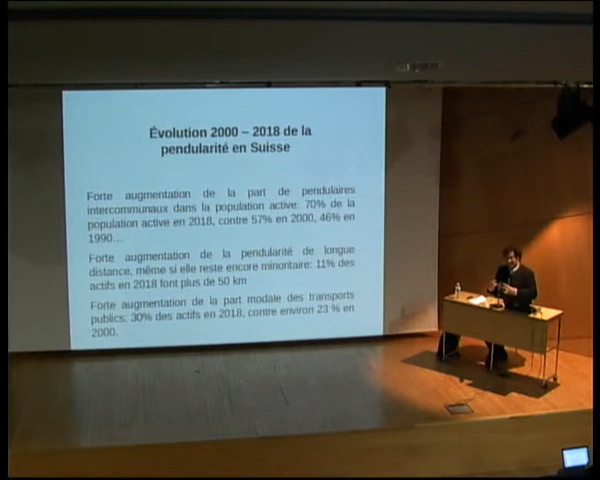 Évolution 2000 – 2018 de la
pendularité en Suisse
Forte augmentation de la part de pendulaires
intercommunaux dans la population active: 70% de la
population active en 2018, contre 57% en 2000, 46% en
1990…
Forte augmentation de la pendularité de longue
distance, même si elle reste encore minoritaire: 11% des
actifs en 2018 font plus de 50 km
Forte augmentation de la part modale des transports
publics: 30% des actifs en 2018, contre environ 23 % en
2000.